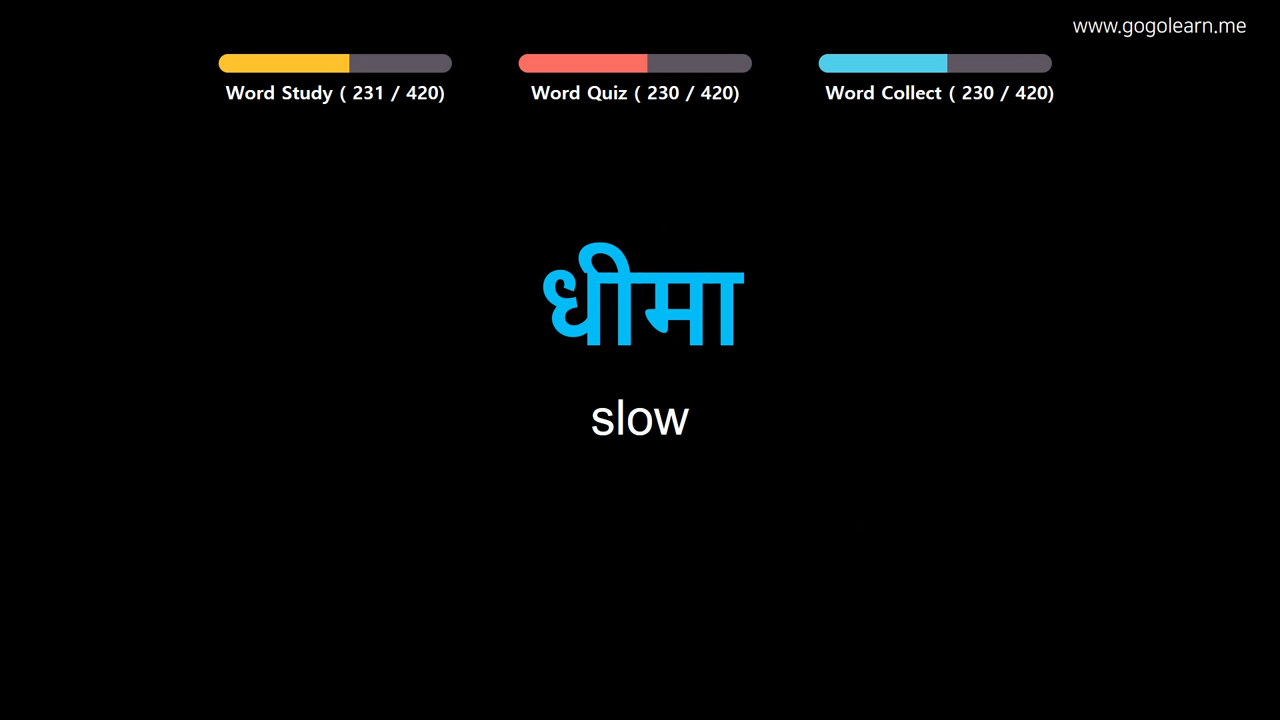 www.gogolearn.me
Word Study ( 231 / 420)
Word Quiz ( 230 / 420)
Word Collect ( 230 / 420)
धीमा
slow